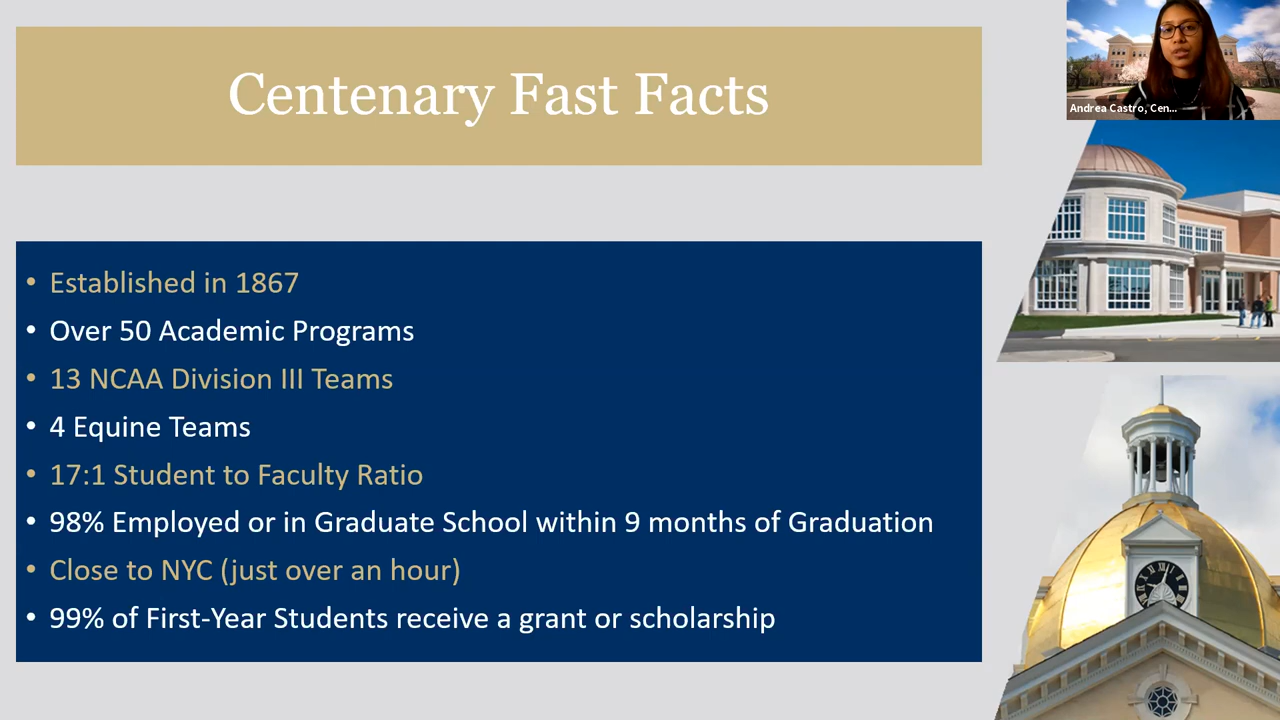 Centenary Fast Facts
Andrea Castro, Cen...
• Established in 1867
• Over 50 Academic Programs
• 13 NCAA Division III Teams
• 4 Equine Teams
• 17:1 Student to Faculty Ratio
• 98% Employed or in Graduate School within 9 months of Graduation
• Close to NYC (just over an hour)
• 99% of First-Year Students receive a grant or scholarship